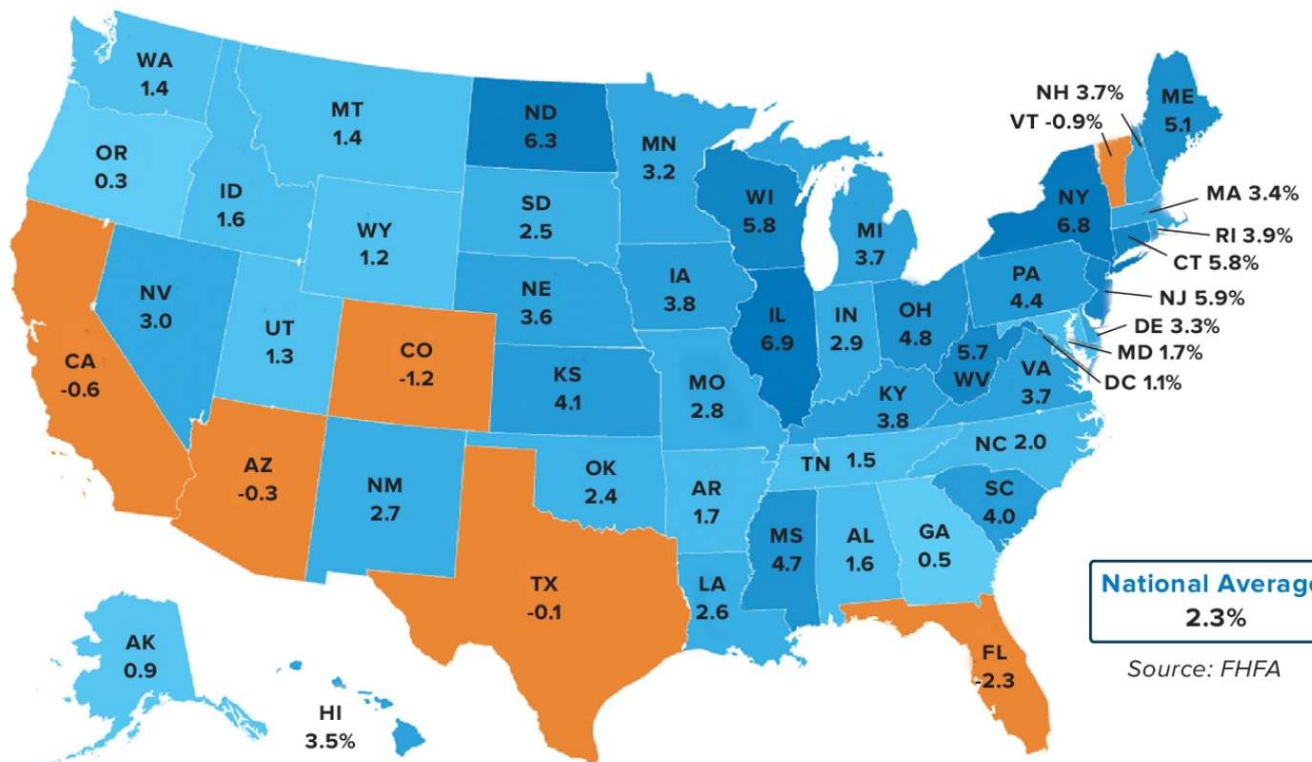 WA
1.4
OR
0.3
CA
-0.6
NV
3.0
ID
1.6
MT
1.4
WY
1.2
UT
1.3
CO
-1.2
AZ
-0.3
NM
2.7
ND
6.3
SD
2.5
NE
3.6
KS
4.1
OK
2.4
TX
-0.1
MN
3.2
IA
3.8
MO
2.8
AR
1.7
LA
2.6
WI
5.8
IL
6.9
MI
3.7
IN
2.9
OH
4.8
KY
3.8
TN 1.5
MS
4.7
AL
1.6
GA
0.5
FL
-2.3
SC
4.0
NC 2.0
VA
3.7
5.7
WV
PA
4.4
NY
6.8
ME
5.1
NH 3.7%
VT -0.9%
MA 3.4%
RI 3.9%
CT 5.8%
NJ 5.9%
DE 3.3%
MD 1.7%
DC 1.1%
AK
0.9
HI
3.5%
National Average
2.3%
Source: FHFA